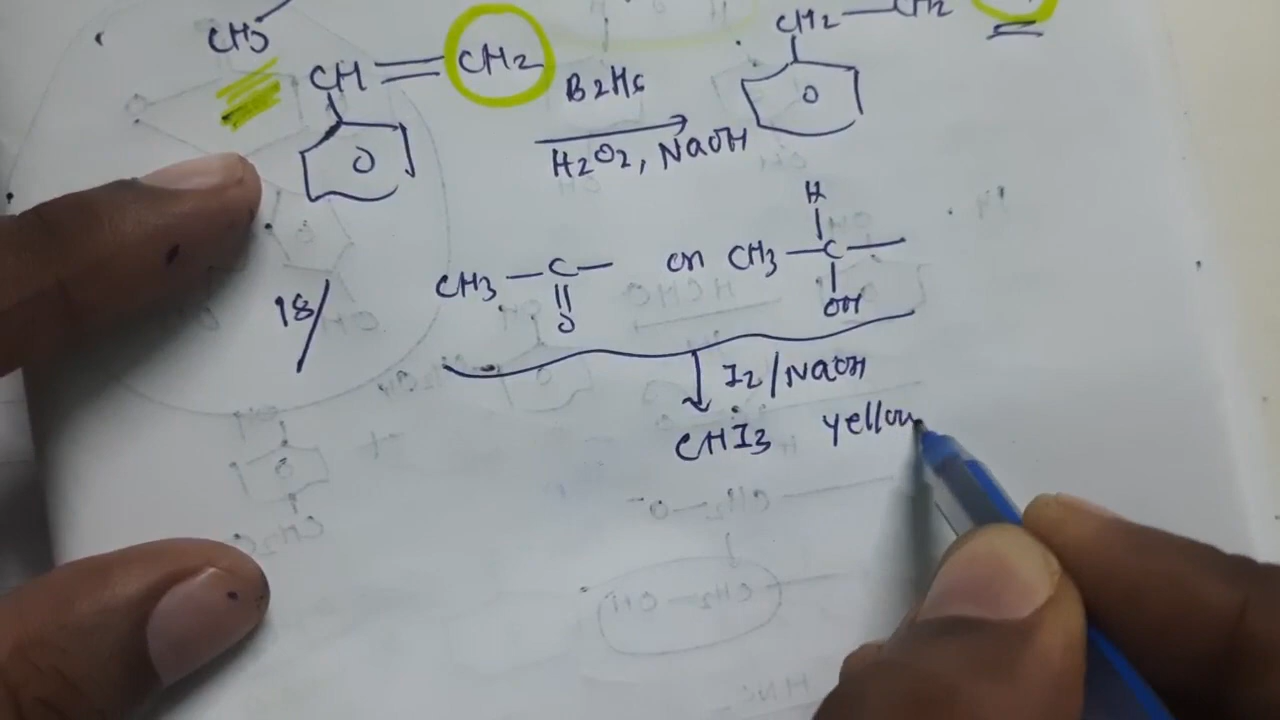 CH3
CH = CH2
B2H6
H2O2, NaOH
CH2 — CH2
O
O
18/
CH3 — C —
O
or CH3 — C —
H
OH
I2/NaOH
CHI3 yellow